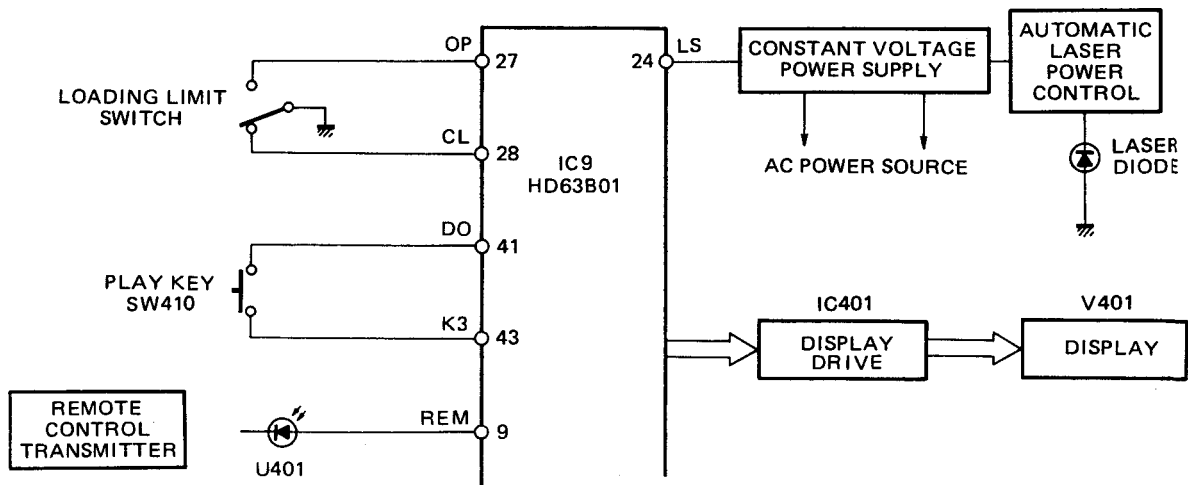 OP
27
LOADING LIMIT
SWITCH
CL
28
IC9
HD63B01
24
LS
CONSTANT VOLTAGE
POWER SUPPLY
AUTOMATIC
LASER
POWER
CONTROL
AC POWER SOURCE
LASER
DIODE
DO
41
PLAY KEY
SW410
K3
43
IC401
DISPLAY
DRIVE
V401
DISPLAY
REMOTE
CONTROL
TRANSMITTER
U401
REM
9